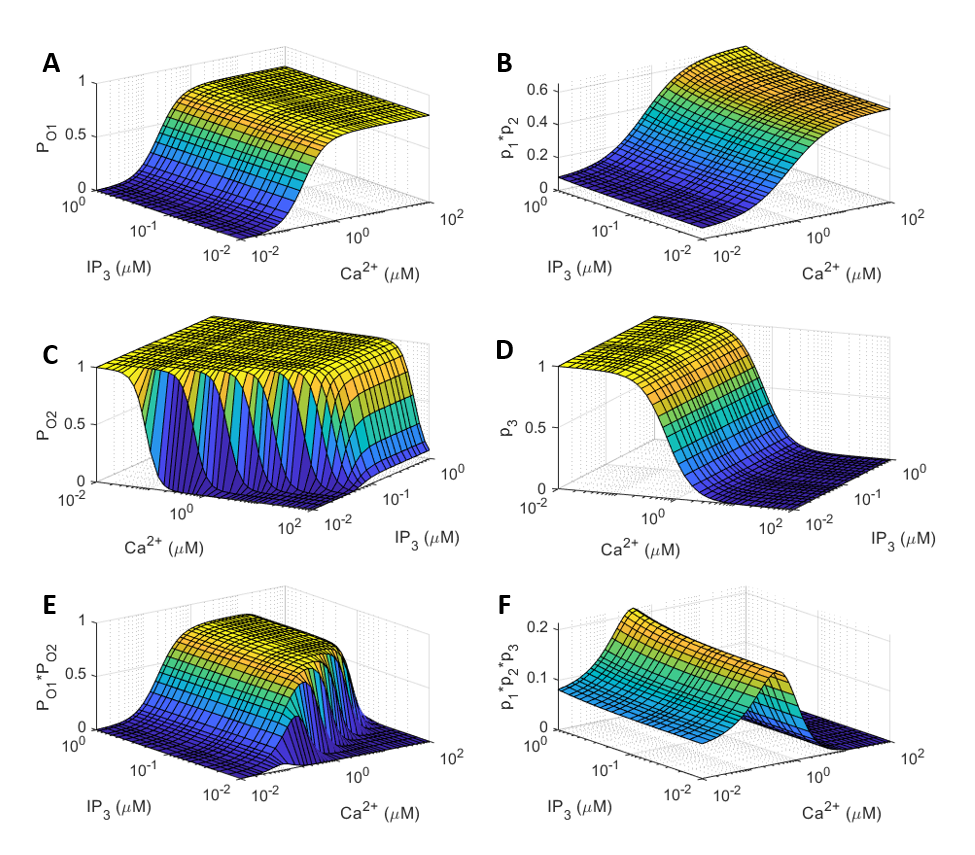 A
1
0.5
0
P_O1
10^0
10^-1
10^-2
IP_3 (μM)
10^-2
10^0
10^2
Ca^2+ (μM)
B
0.6
0.4
0.2
0
p_1*p_2
10^0
10^-1
10^-2
IP_3 (μM)
10^-2
10^0
10^2
Ca^2+ (μM)
C
1
0.5
0
P_O2
10^-2
10^0
10^2
Ca^2+ (μM)
10^-2
10^-1
10^0
IP_3 (μM)
D
1
0.5
0
p_3
10^-2
10^0
10^2
Ca^2+ (μM)
10^-2
10^-1
10^0
IP_3 (μM)
E
1
0.5
0
P_O1*P_O2
10^0
10^-1
10^-2
IP_3 (μM)
10^-2
10^0
10^2
Ca^2+ (μM)
F
0.2
0.1
0
p_1*p_2*p_3
10^0
10^-1
10^-2
IP_3 (μM)
10^-2
10^0
10^2
Ca^2+ (μM)